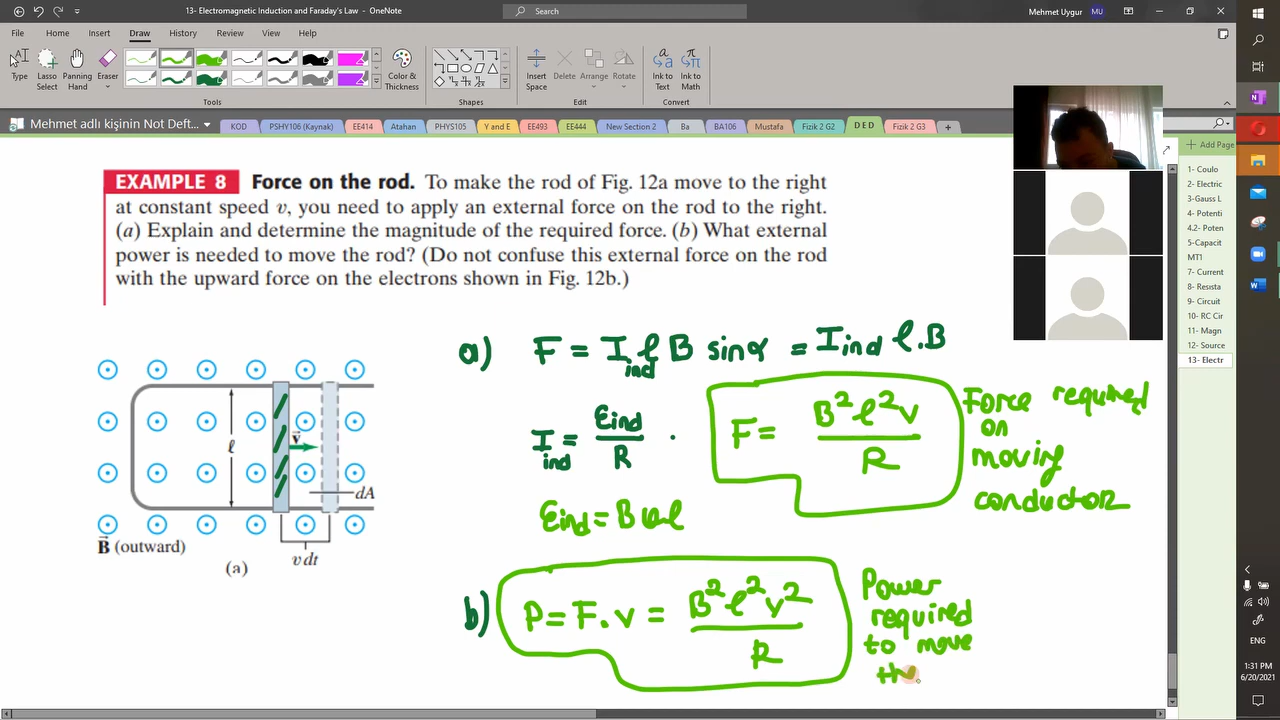 13- Electromagnetic Induction and Faraday's Law - OneNote
Search
Mehmet Uygur MU
File Home Insert Draw History Review View Help
Type
Lasso Select
Panning Hand
Eraser
Color & Thickness
Insert Space
Delete
Arrange
Rotate
Ink to Text
Ink to Math
Tools
Shapes
Edit
Convert
Mehmet adlı kişinin Not Deft...
KOD PSHY106 (Kaynak) EE414 Atahan PHYS105 Y and E EE493 EE444 New Section 2 Ba BA106 Mustafa Fizik 2 G2 D E D Fizik 2 G3 +
Add Page
1- Coulo
2- Electric
3-Gauss L
4- Potenti
4.2- Poten
5-Capacit
MT1
7- Current
8- Resista
9- Circuit
10- RC Cir
11- Magn
12- Source
13- Electr
EXAMPLE 8 Force on the rod. To make the rod of Fig. 12a move to the right
at constant speed v, you need to apply an external force on the rod to the right.
(a) Explain and determine the magnitude of the required force. (b) What external
power is needed to move the rod? (Do not confuse this external force on the rod
with the upward force on the electrons shown in Fig. 12b.)
ℓ
v⃗
dA
B⃗ (outward)
v dt
(a)
a) F = I_ind ℓ B sinα = I_ind ℓ.B
I_ind = Eind / R .
Eind = B v ℓ
F = B²ℓ²v / R
Force required
on
moving
conductor
b) P = F.v = B²ℓ²v² / R
Power
required
to move
ENG
1:31 PM
6/20/2021